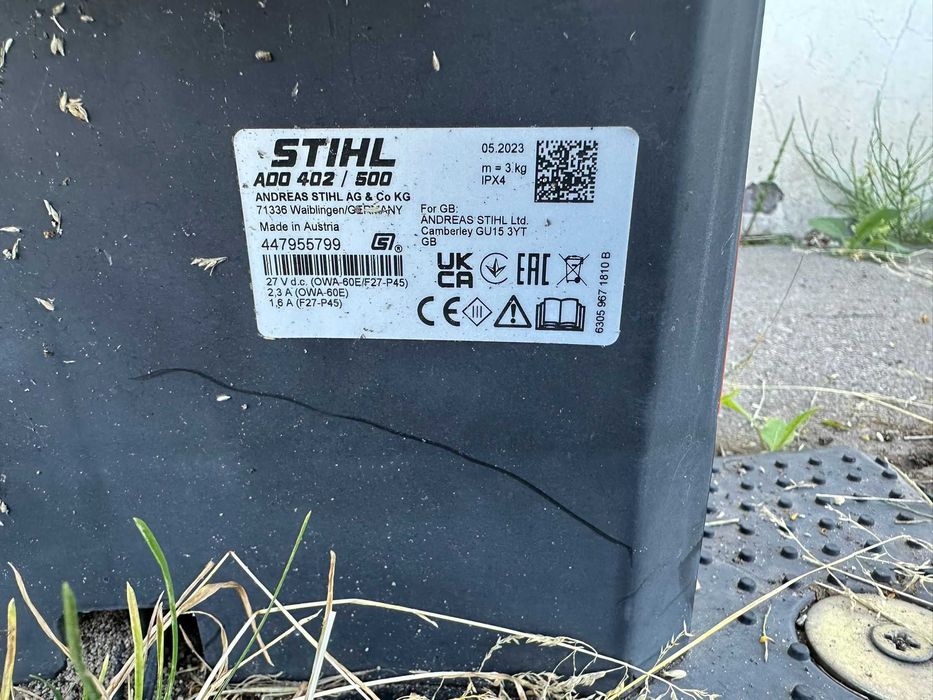 STIHL
ADO 402 / 500
ANDREAS STIHL AG & Co KG
71336 Waiblingen/GERMANY
Made in Austria
447955799
27 V d.c. (OWA-60E/F27-P45)
2,3 A (OWA-60E)
1,6 A (F27-P45)
05.2023
m = 3 kg
IPX4
For GB:
ANDREAS STIHL Ltd.
Camberley GU15 3YT
GB
UK
CA
EAC
CE
III
6305 967 1810 B